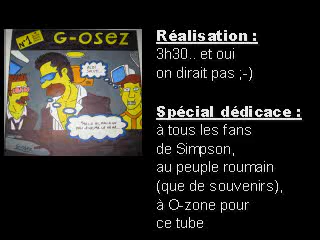 N°1
G-OSEZ
Réalisation :
3h30.. et oui
on dirait pas ;-)
Spécial dédicace :
à tous les fans
de Simpson,
au peuple roumain
(que de souvenirs),
à O-zone pour
ce tube